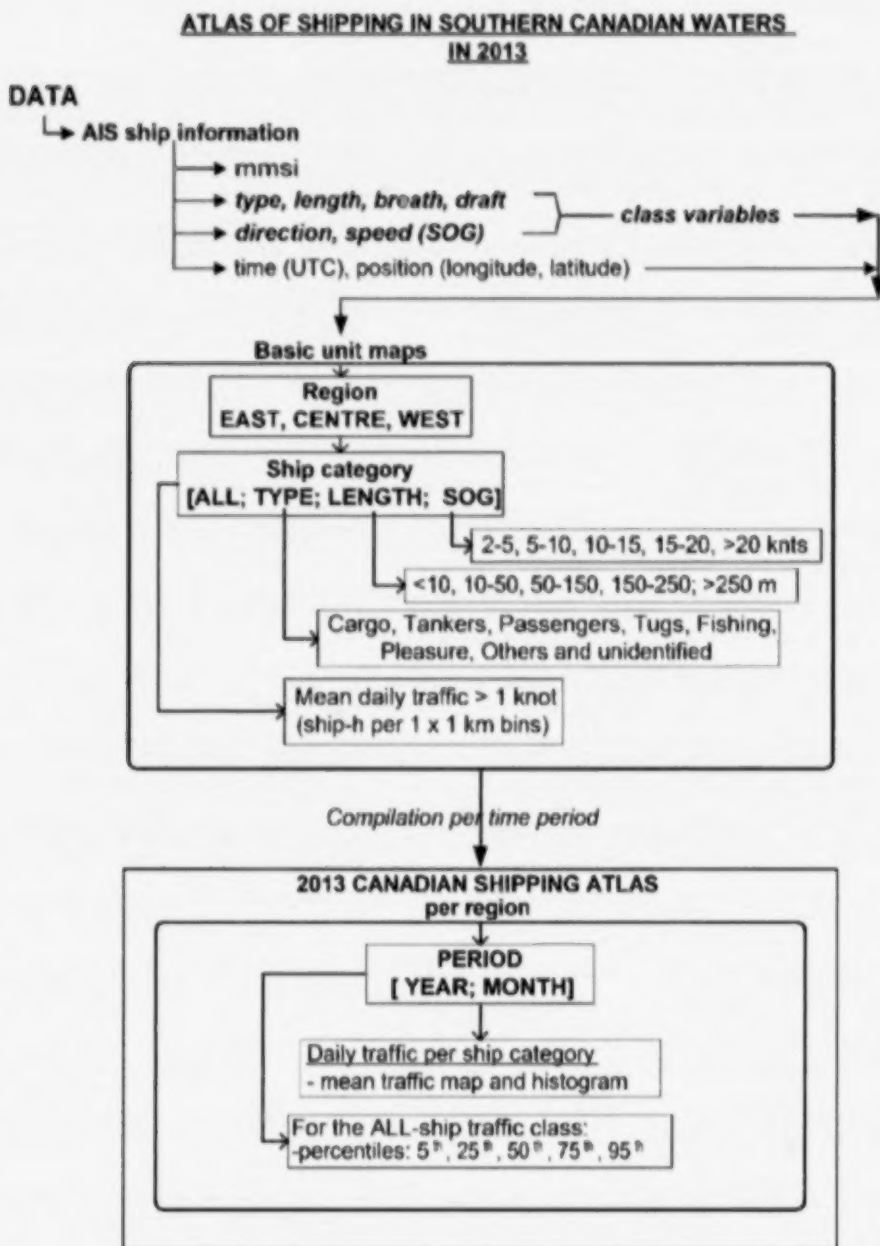 ATLAS OF SHIPPING IN SOUTHERN CANADIAN WATERS
IN 2013
DATA
AIS ship information
mmsi
type, length, breath, draft
direction, speed (SOG)
class variables
time (UTC), position (longitude, latitude)
Basic unit maps
Region
EAST, CENTRE, WEST
Ship category
[ALL; TYPE; LENGTH; SOG]
2-5, 5-10, 10-15, 15-20, >20 knts
<10, 10-50, 50-150, 150-250; >250 m
Cargo, Tankers, Passengers, Tugs, Fishing,
Pleasure, Others and unidentified
Mean daily traffic > 1 knot
(ship-h per 1 x 1 km bins)
Compilation per time period
2013 CANADIAN SHIPPING ATLAS
per region
PERIOD
[ YEAR; MONTH]
Daily traffic per ship category
- mean traffic map and histogram
For the ALL-ship traffic class:
-percentiles: 5th, 25th, 50th, 75th, 95th